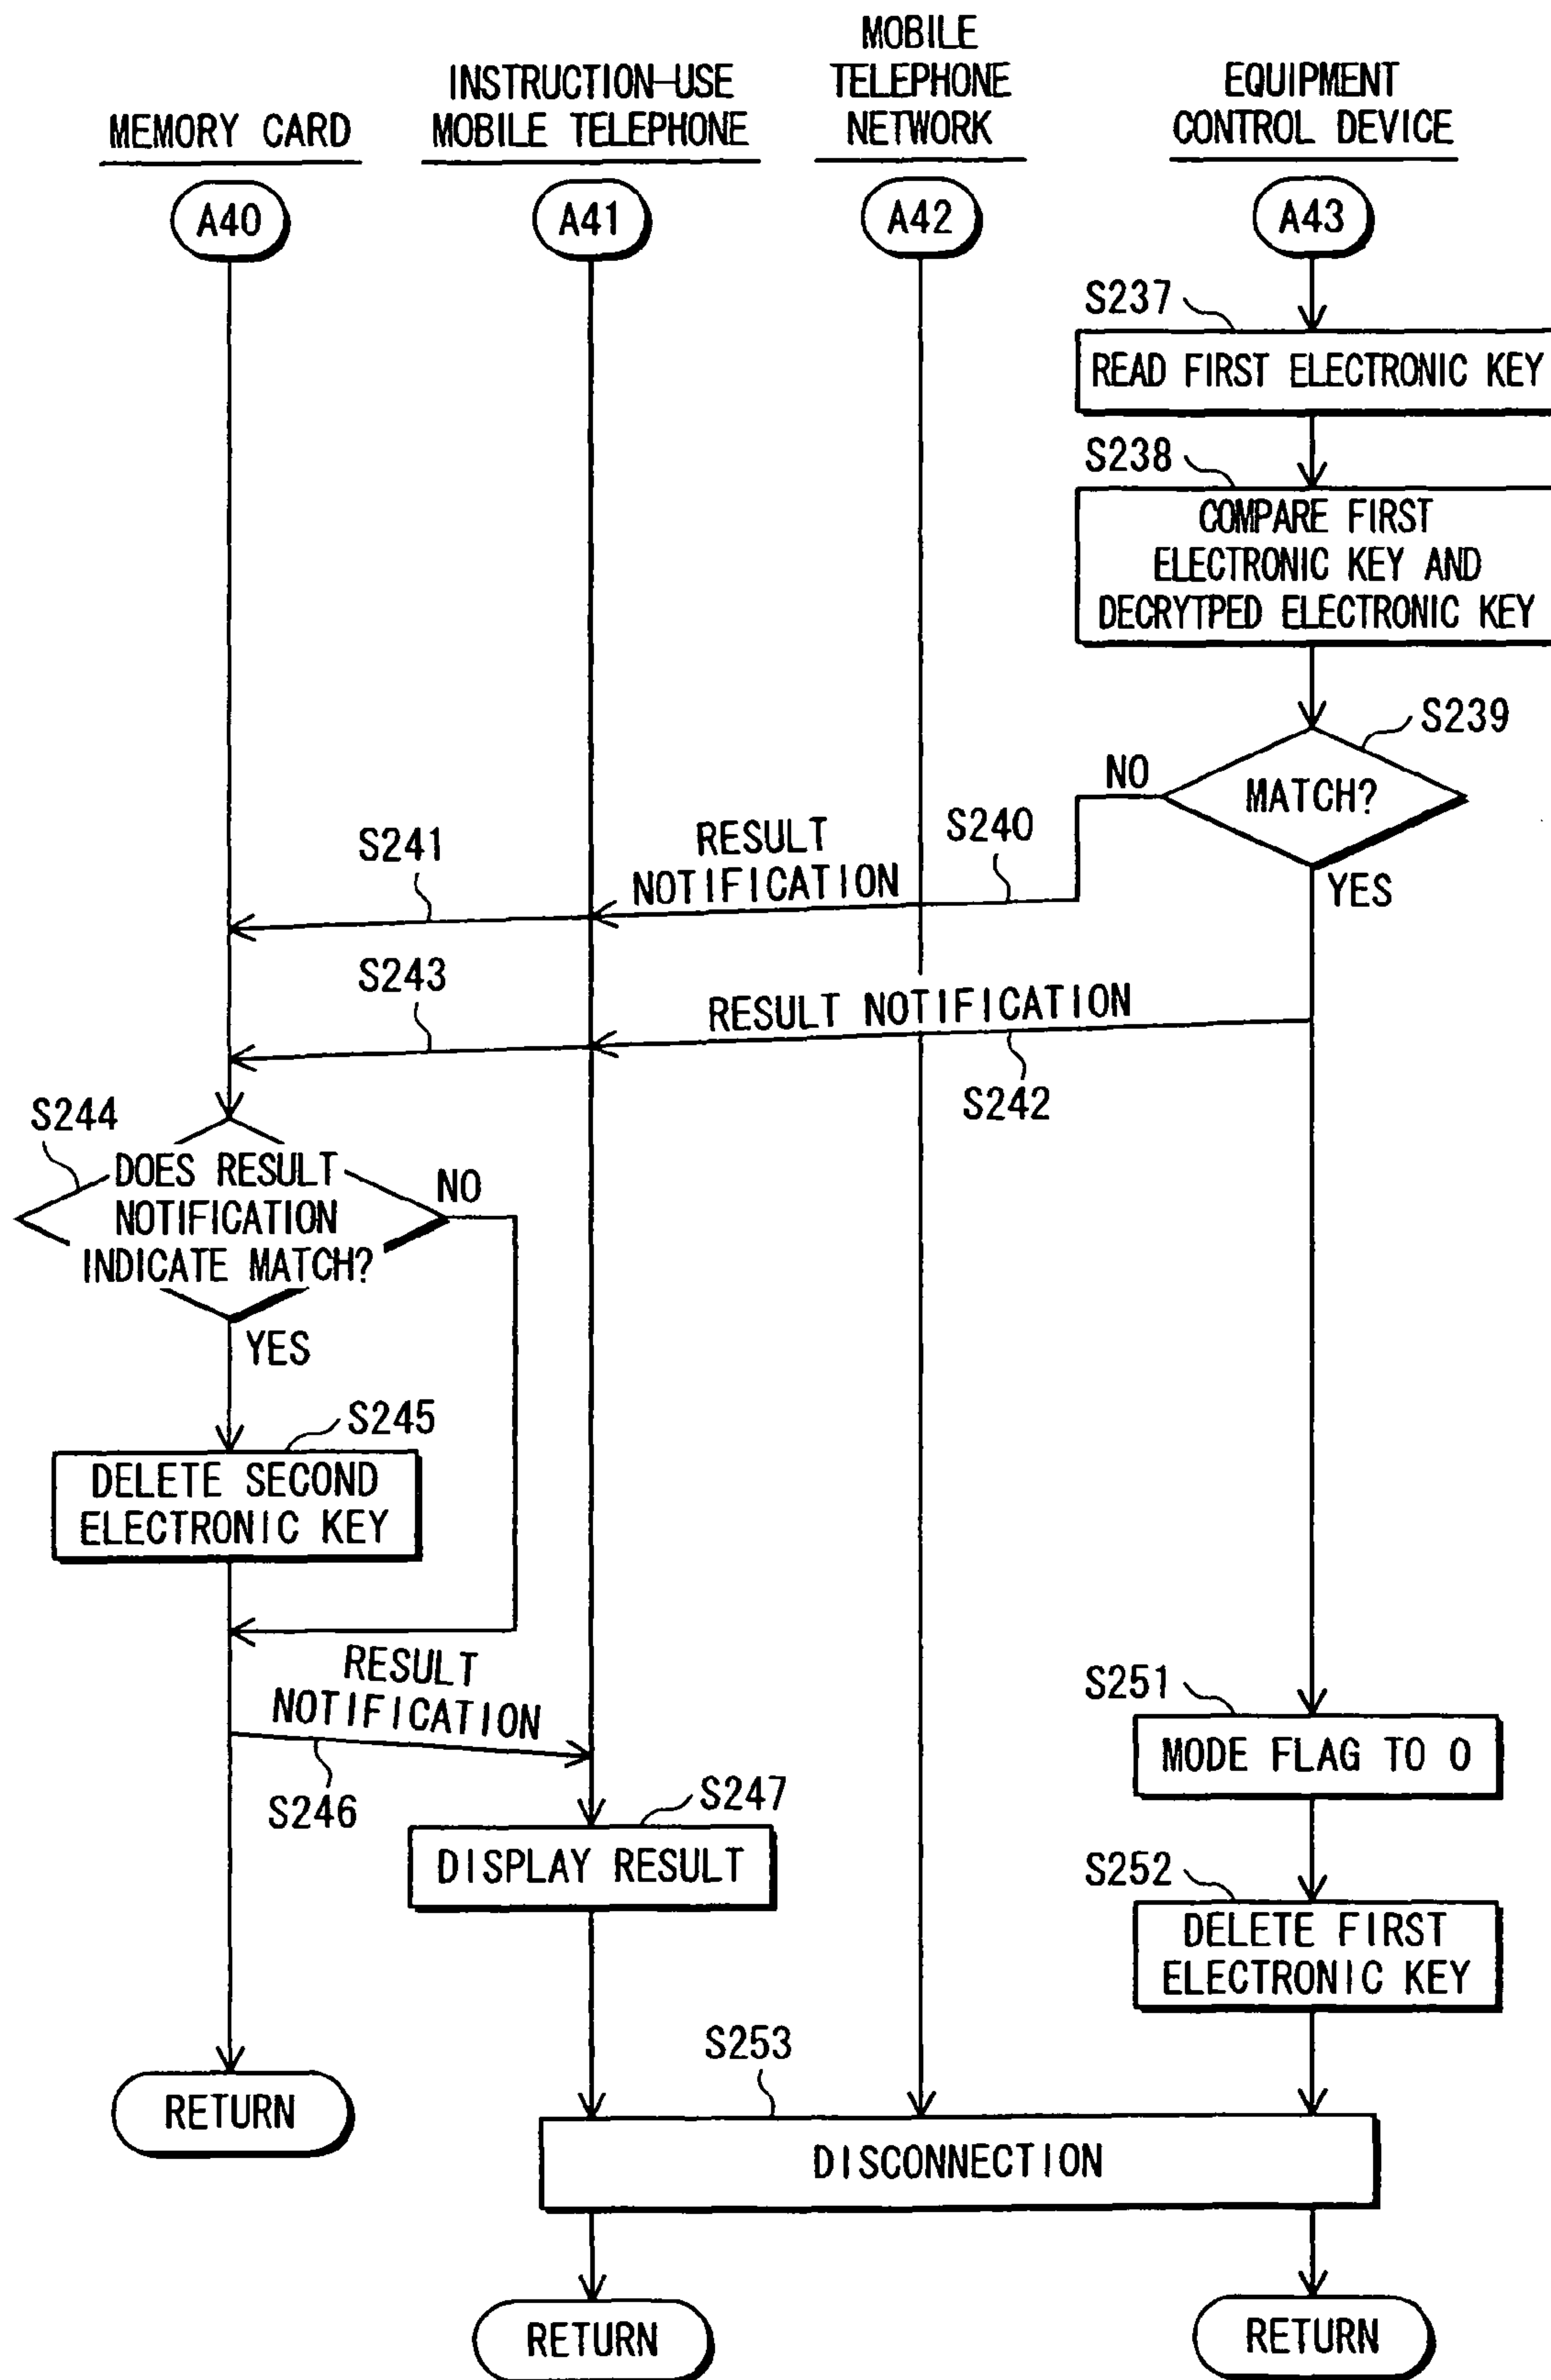 MEMORY CARD
INSTRUCTION-USE
MOBILE TELEPHONE
MOBILE
TELEPHONE
NETWORK
EQUIPMENT
CONTROL DEVICE
A40
A41
A42
A43
S237
READ FIRST ELECTRONIC KEY
S238
COMPARE FIRST
ELECTRONIC KEY AND
DECRYTPED ELECTRONIC KEY
S239
MATCH?
NO
YES
S240
RESULT
NOTIFICATION
S241
RESULT NOTIFICATION
S242
S243
S244
DOES RESULT
NOTIFICATION
INDICATE MATCH?
NO
YES
S245
DELETE SECOND
ELECTRONIC KEY
RESULT
NOTIFICATION
S246
S247
DISPLAY RESULT
S251
MODE FLAG TO 0
S252
DELETE FIRST
ELECTRONIC KEY
S253
DISCONNECTION
RETURN
RETURN
RETURN